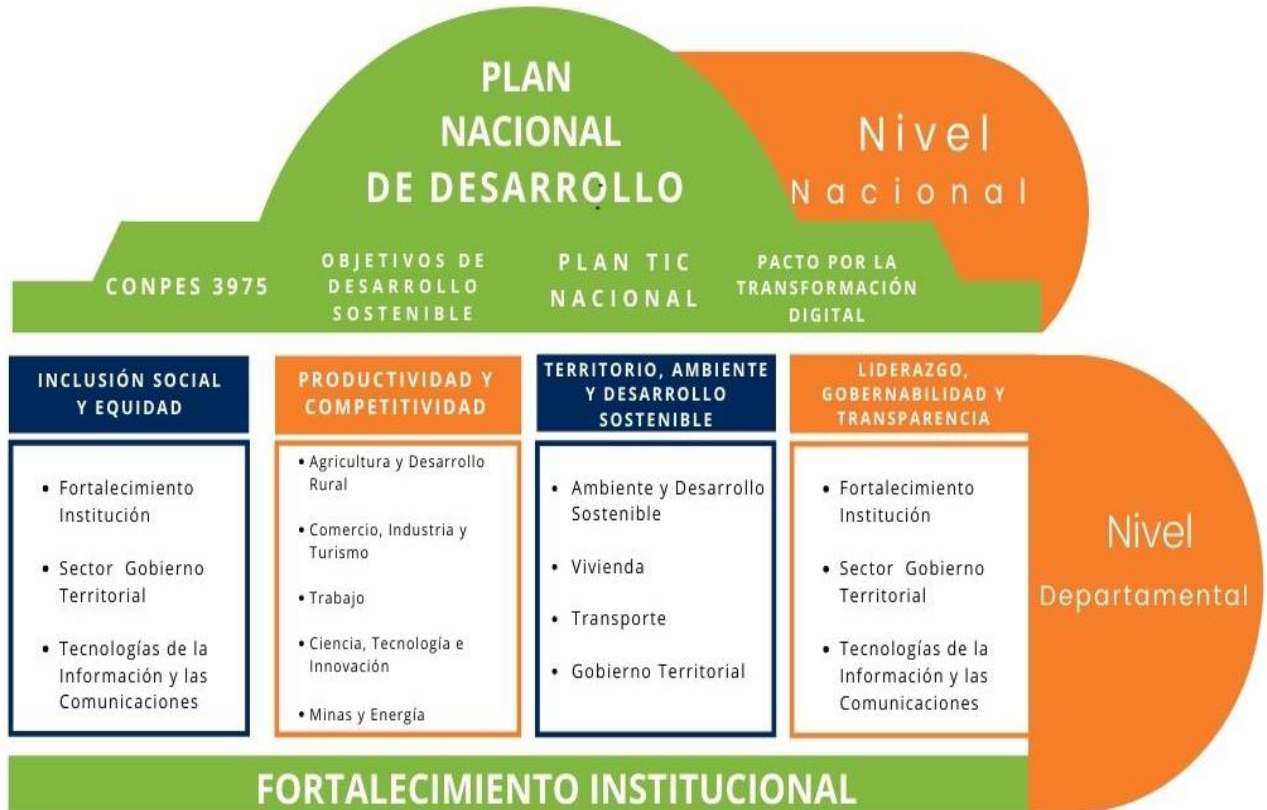 PLAN
NACIONAL
DE DESARROLLO
Nivel
Nacional
CONPES 3975
OBJETIVOS DE
DESARROLLO
SOSTENIBLE
PLAN TIC
NACIONAL
PACTO POR LA
TRANSFORMACIÓN
DIGITAL
INCLUSIÓN SOCIAL
Y EQUIDAD
• Fortalecimiento
Institución
• Sector Gobierno
Territorial
• Tecnologías de la
Información y las
Comunicaciones
PRODUCTIVIDAD Y
COMPETITIVIDAD
• Agricultura y Desarrollo
Rural
• Comercio, Industria y
Turismo
• Trabajo
• Ciencia, Tecnología e
Innovación
• Minas y Energía
TERRITORIO, AMBIENTE
Y DESARROLLO
SOSTENIBLE
• Ambiente y Desarrollo
Sostenible
• Vivienda
• Transporte
• Gobierno Territorial
LIDERAZGO,
GOBERNABILIDAD Y
TRANSPARENCIA
• Fortalecimiento
Institución
• Sector Gobierno
Territorial
• Tecnologías de la
Información y las
Comunicaciones
Nivel
Departamental
FORTALECIMIENTO INSTITUCIONAL